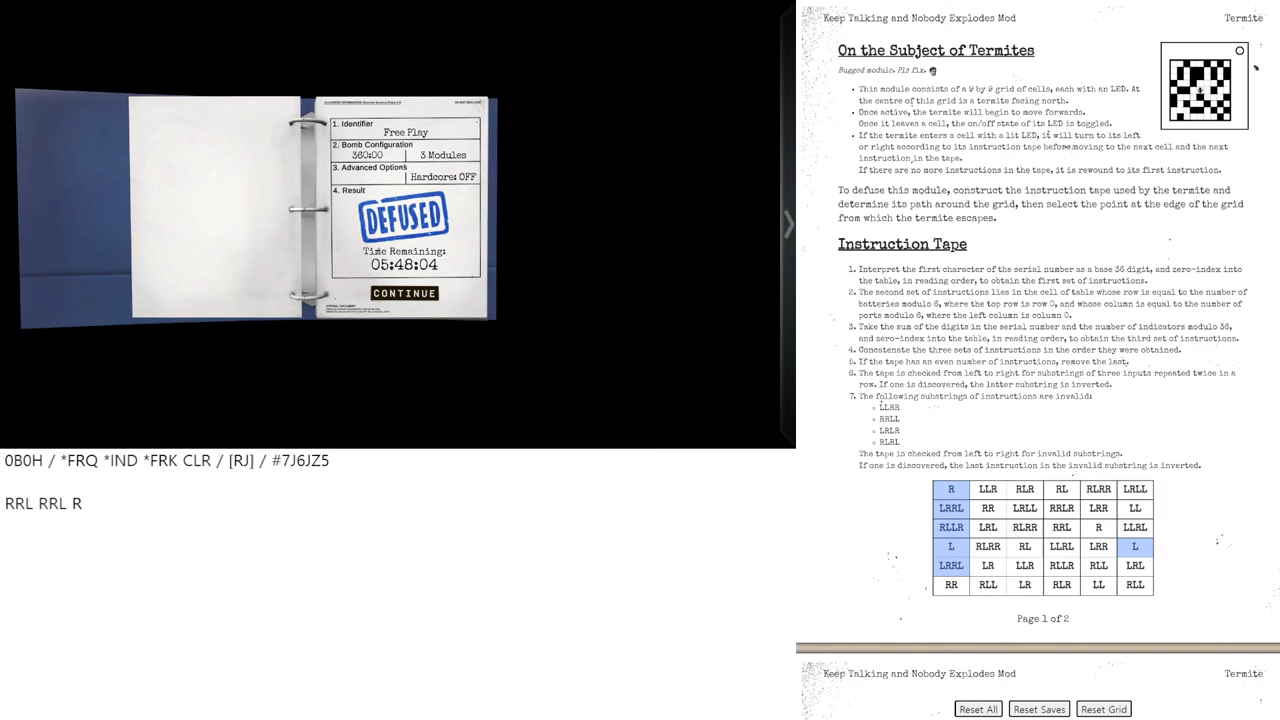 1. Identifier
Free Play
2. Bomb Configuration
360:00 3 Modules
3. Advanced Options
Hardcore: OFF
4. Result
DEFUSED
Time Remaining:
05:48:04
CONTINUE
0B0H / *FRQ *IND *FRK CLR / [RJ] / #7J6JZ5
RRL RRL R
Keep Talking and Nobody Explodes Mod Termite
On the Subject of Termites
Bugged module. Pls fix.
This module consists of a 9 by 9 grid of cells, each with an LED. At
the centre of this grid is a termite facing north.
Once active, the termite will begin to move forwards.
Once it leaves a cell, the on/off state of its LED is toggled.
If the termite enters a cell with a lit LED, it will turn to its left
or right according to its instruction tape before moving to the next cell and the next
instruction in the tape.
If there are no more instructions in the tape, it is rewound to its first instruction.
To defuse this module, construct the instruction tape used by the termite and
determine its path around the grid, then select the point at the edge of the grid
from which the termite escapes.
Instruction Tape
1. Interpret the first character of the serial number as a base 36 digit, and zero-index into
the table, in reading order, to obtain the first set of instructions.
2. The second set of instructions lies in the cell of table whose row is equal to the number of
batteries modulo 6, where the top row is row 0, and whose column is equal to the number of
ports modulo 6, where the left column is column 0.
3. Take the sum of the digits in the serial number and the number of indicators modulo 36,
and zero-index into the table, in reading order, to obtain the third set of instructions.
4. Concatenate the three sets of instructions in the order they were obtained.
5. If the tape has an even number of instructions, remove the last.
6. The tape is checked from left to right for substrings of three inputs repeated twice in a
row. If one is discovered, the latter substring is inverted.
7. The following substrings of instructions are invalid:
LLRR
RRLL
LRLR
RLRL
The tape is checked from left to right for invalid substrings.
If one is discovered, the last instruction in the invalid substring is inverted.
R LLR RLR RL RLRR LRLL
LRRL RR LRLL RRLR LRR LL
RLLR LRL RLRR RRL R LLRL
L RLRR RL LLRL LRR L
LRRL LR LLR RLLR RLL LRL
RR RLL LR RLR LL RLL
Page 1 of 2
Keep Talking and Nobody Explodes Mod Termite
Reset All Reset Saves Reset Grid